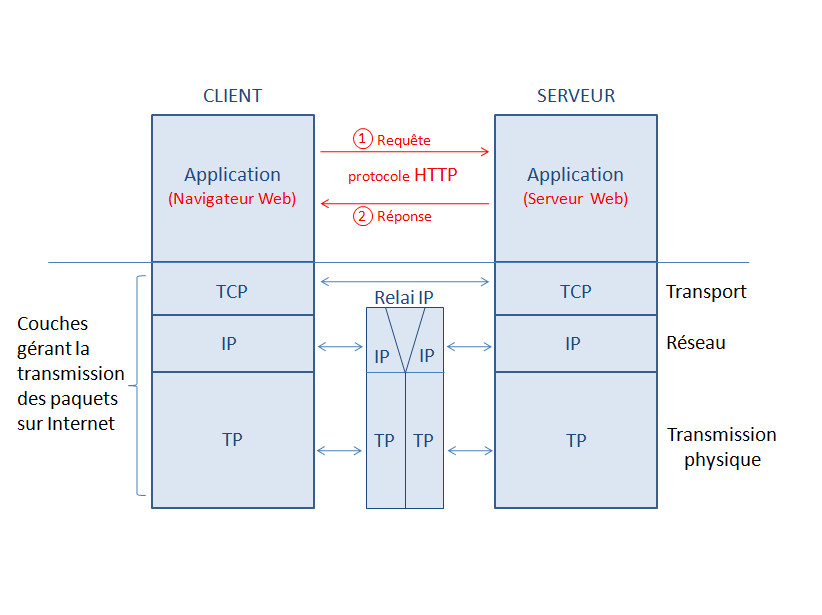 CLIENT
SERVEUR
1 Requête
Application
(Navigateur Web)
protocole HTTP
Application
(Serveur Web)
2 Réponse
TCP
TCP
Transport
Relai IP
Couches
gérant la
transmission
des paquets
sur Internet
IP
IP
IP
IP
Réseau
TP
TP
TP
TP
Transmission
physique